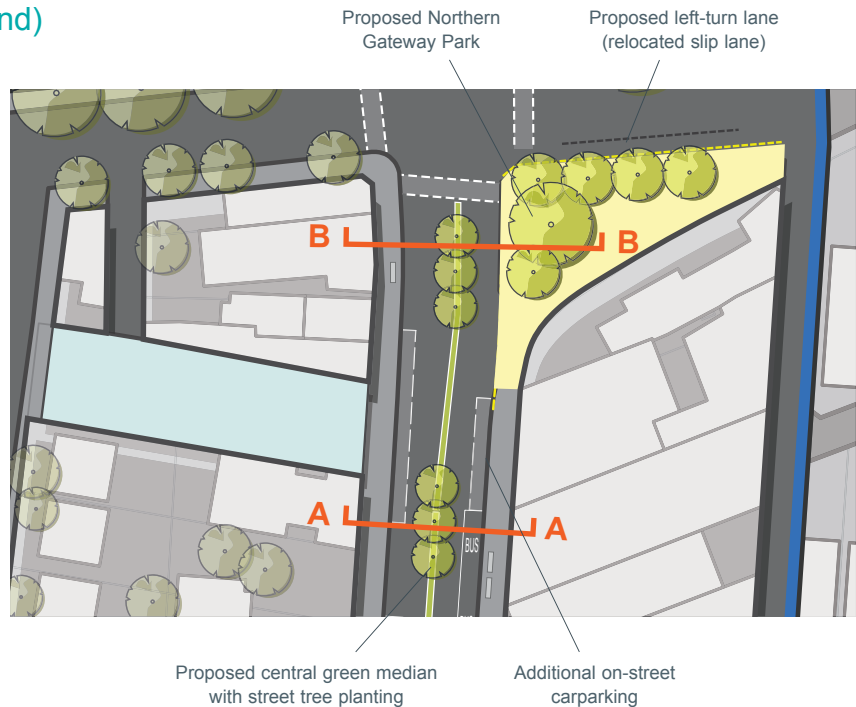 nd)
Proposed Northern
Gateway Park
Proposed left-turn lane
(relocated slip lane)
B
B
A
A
BUS
Proposed central green median
with street tree planting
Additional on-street
carparking